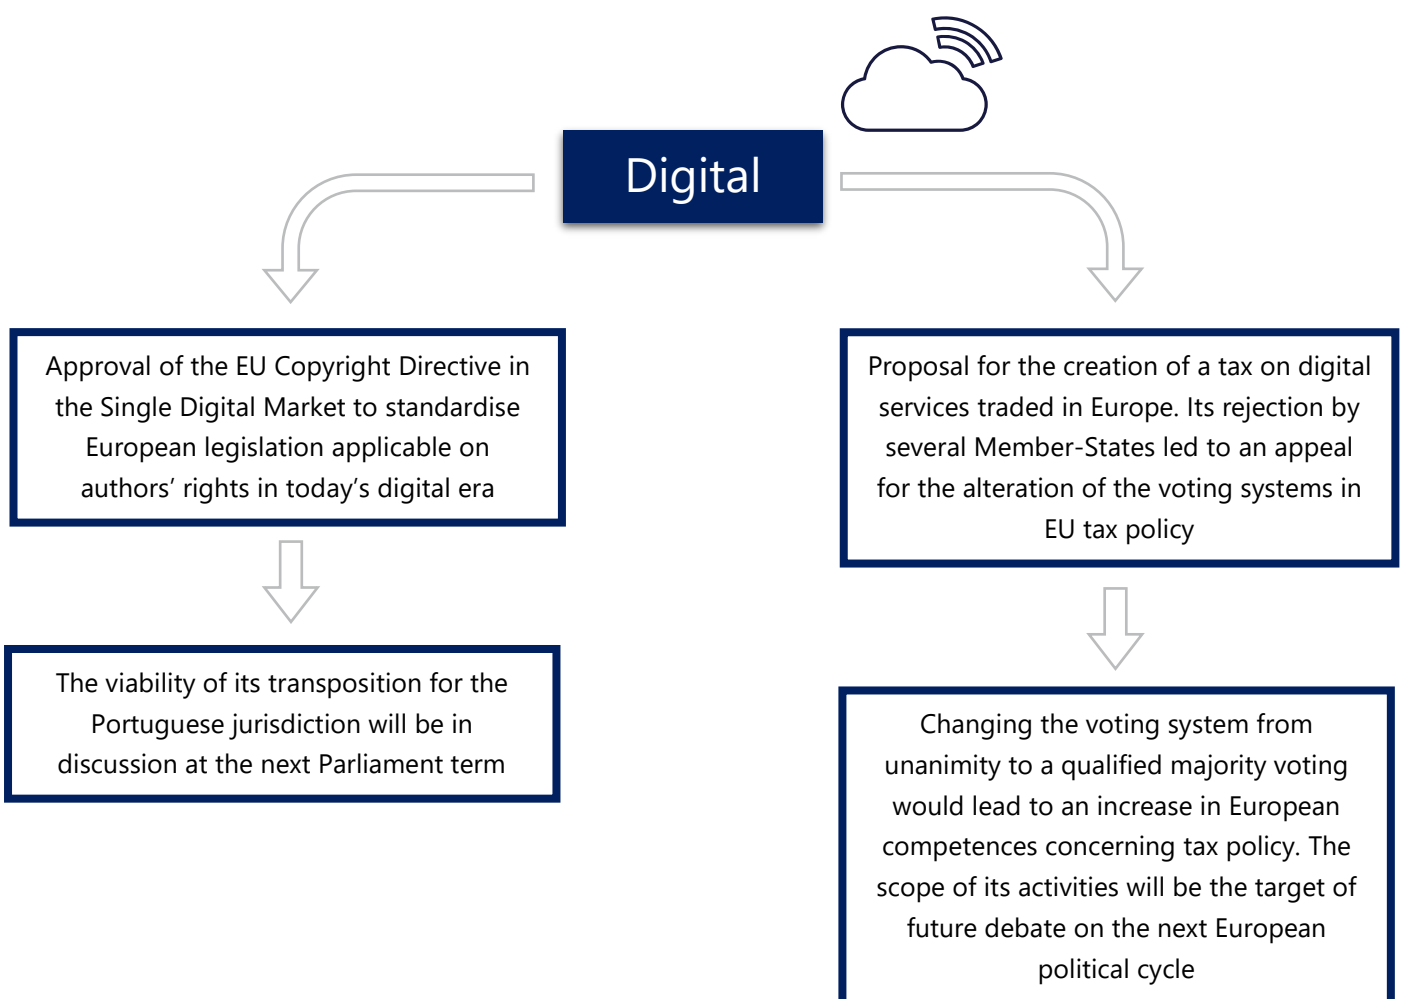 Digital
Approval of the EU Copyright Directive in
the Single Digital Market to standardise
European legislation applicable on
authors’ rights in today’s digital era
The viability of its transposition for the
Portuguese jurisdiction will be in
discussion at the next Parliament term
Proposal for the creation of a tax on digital
services traded in Europe. Its rejection by
several Member-States led to an appeal
for the alteration of the voting systems in
EU tax policy
Changing the voting system from
unanimity to a qualified majority voting
would lead to an increase in European
competences concerning tax policy. The
scope of its activities will be the target of
future debate on the next European
political cycle